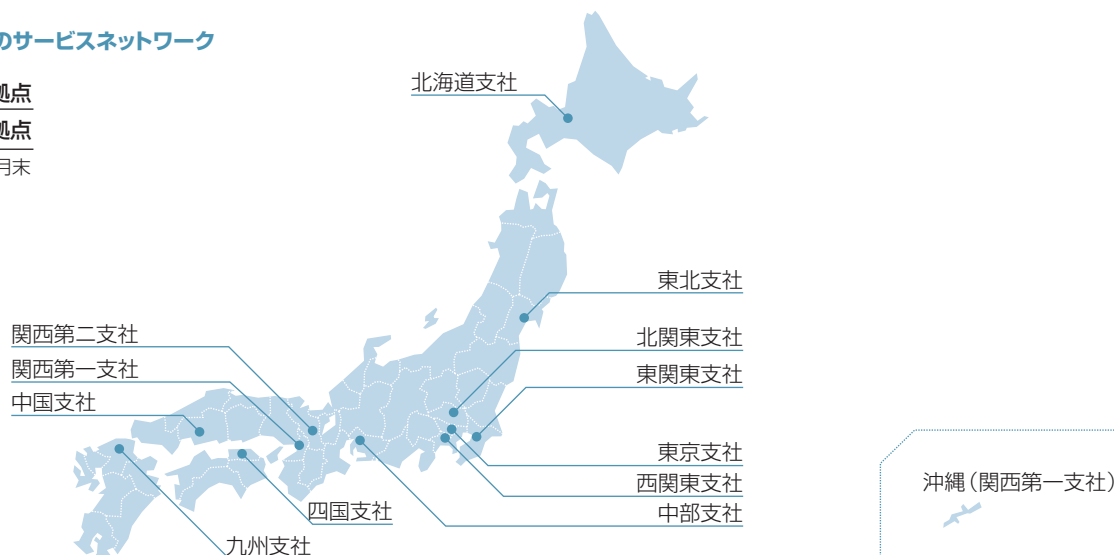 のサービスネットワーク
拠点
拠点
月末
北海道支社
東北支社
北関東支社
東関東支社
東京支社
西関東支社
中部支社
関西第二支社
関西第一支社
中国支社
四国支社
九州支社
沖縄（関西第一支社）